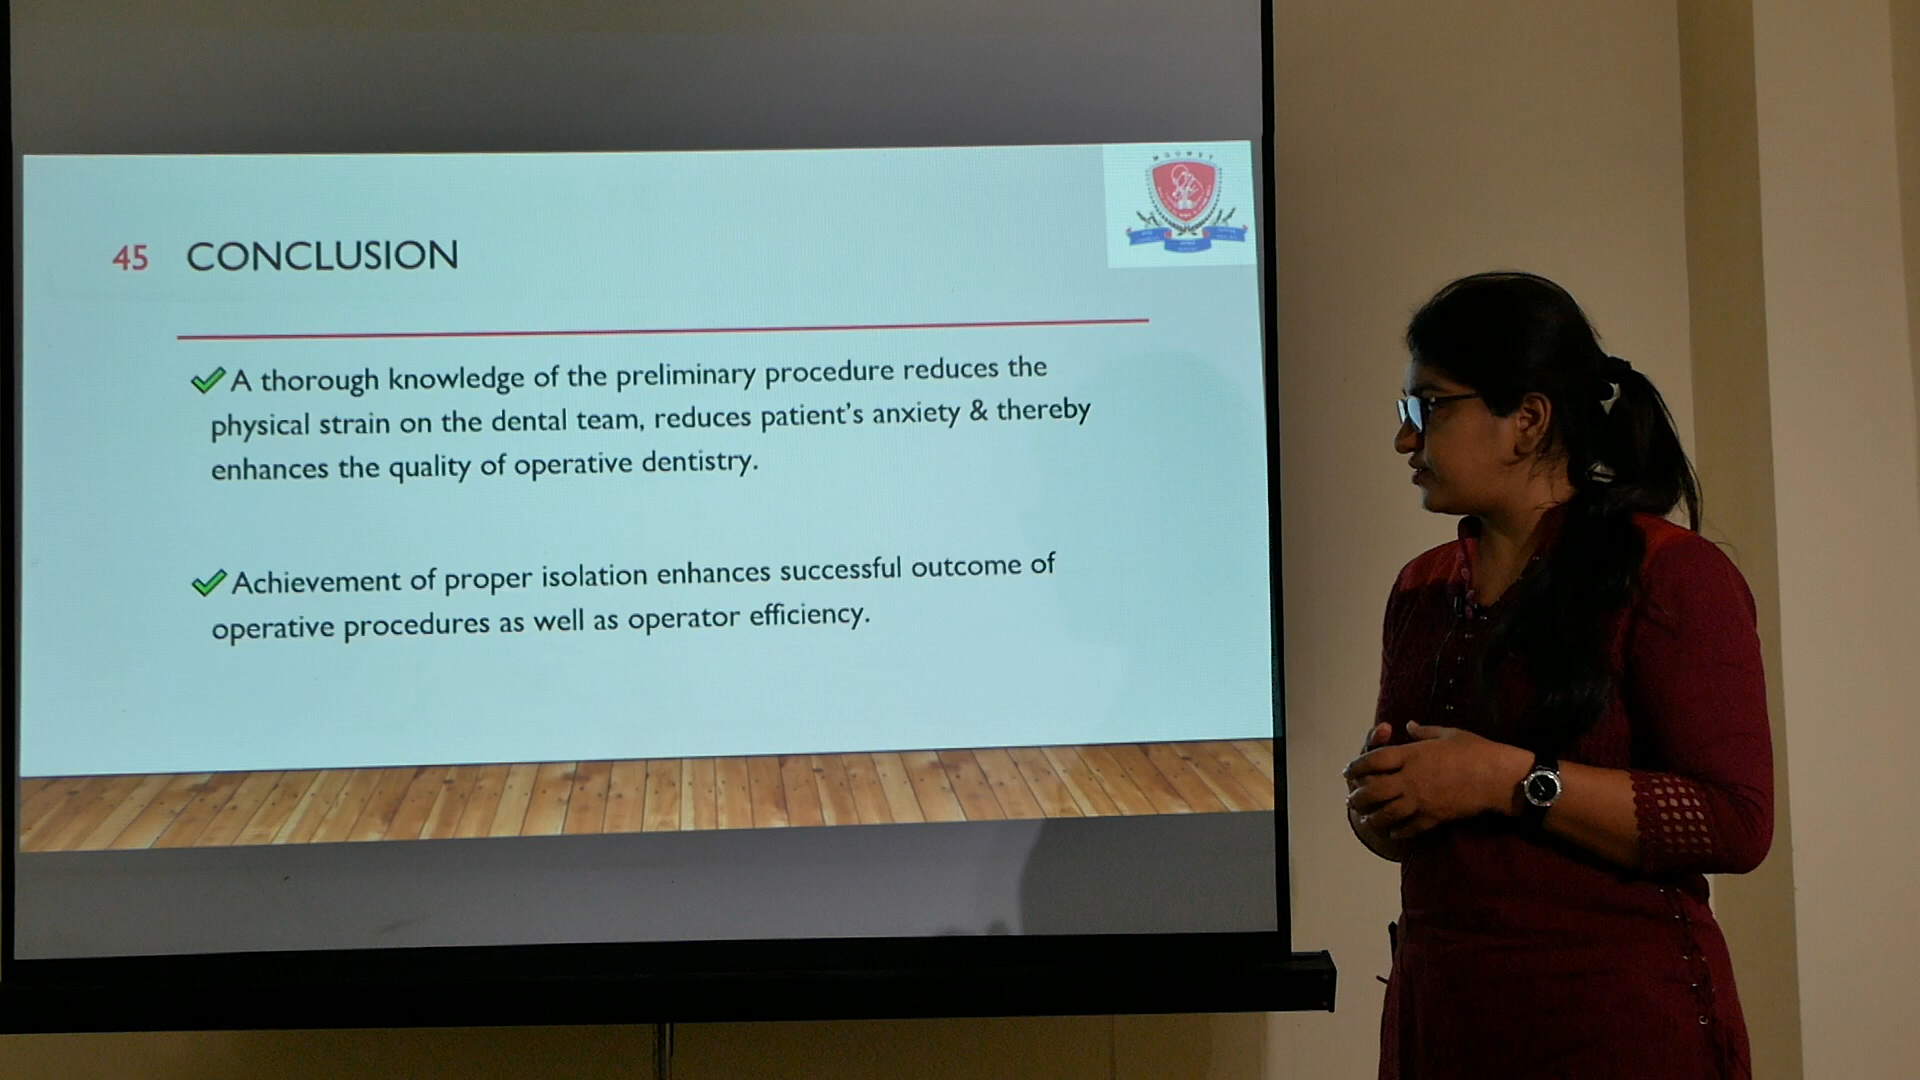 45 CONCLUSION
A thorough knowledge of the preliminary procedure reduces the
physical strain on the dental team, reduces patient's anxiety & thereby
enhances the quality of operative dentistry.
Achievement of proper isolation enhances successful outcome of
operative procedures as well as operator efficiency.